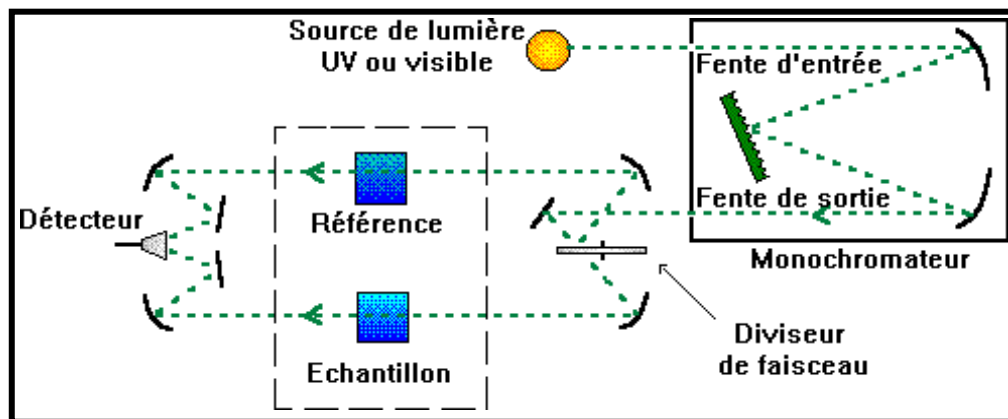 Source de lumière
UV ou visible
Fente d'entrée
Fente de sortie
Monochromateur
Détecteur
Référence
Echantillon
Diviseur
de faisceau